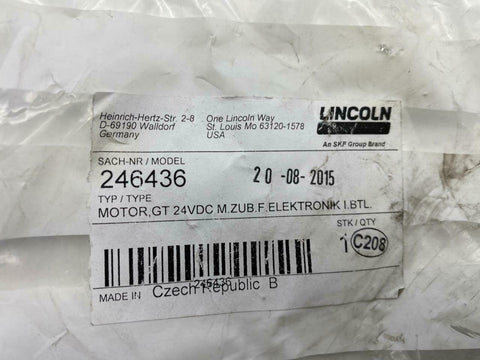 Heinrich-Hertz-Str. 2-8
D-69190 Walldorf
Germany
One Lincoln Way
St. Louis Mo 63120-1578
USA
LINCOLN
An SKF Group Brand
SACH-NR / MODEL
246436
20 -08- 2015
TYP / TYPE
MOTOR,GT 24VDC M.ZUB.F.ELEKTRONIK I.BTL.
STK / QTY
1 C208
246436
MADE IN Czech Republic B